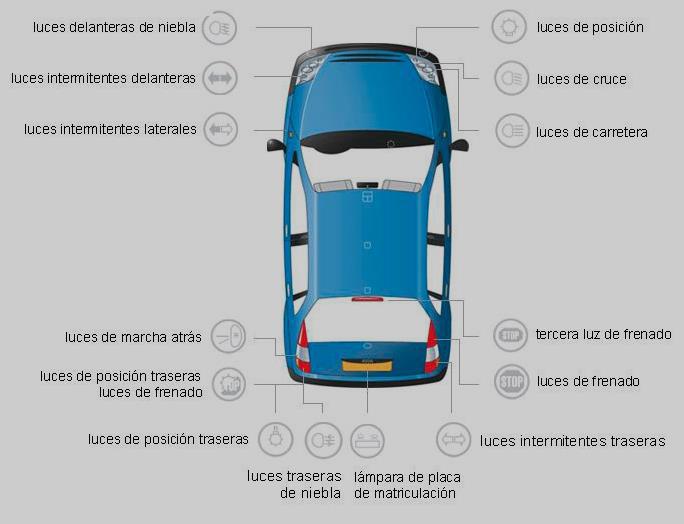 luces delanteras de niebla
luces de posición
luces intermitentes delanteras
luces de cruce
luces intermitentes laterales
luces de carretera
luces de marcha atrás
tercera luz de frenado
STOP
luces de posición traseras
luces de frenado
STOP
luces de frenado
STOP
luces de posición traseras
luces intermitentes traseras
luces traseras
de niebla
lámpara de placa
de matriculación